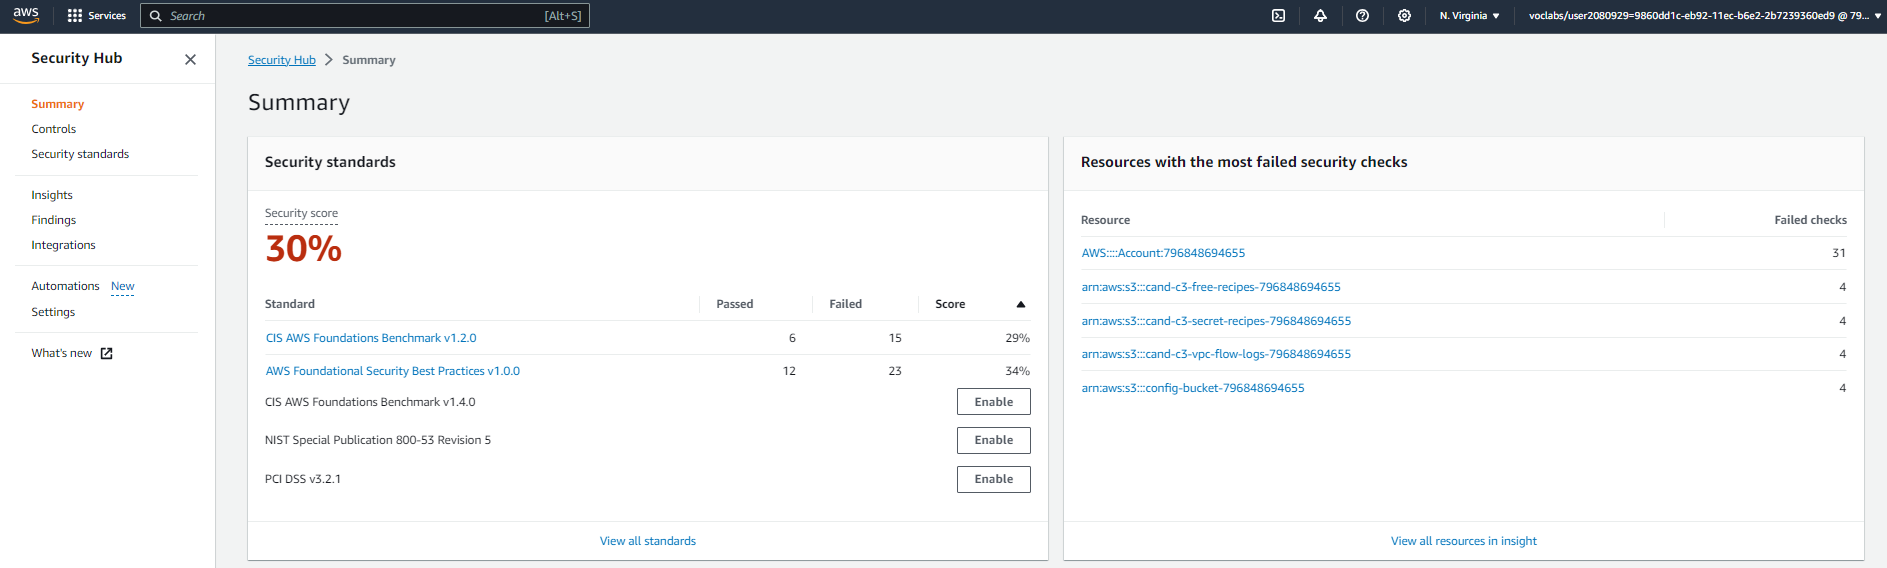 aws Services Search [Alt+S] N. Virginia ▼ voclabs/user2080929=9860dd1c-eb92-11ec-b6e2-2b7239360ed9 @ 79... ▼
Security Hub
Summary
Controls
Security standards
Insights
Findings
Integrations
Automations New
Settings
What's new
Security Hub > Summary
Summary
Security standards
Security score
30%
Standard Passed Failed Score
CIS AWS Foundations Benchmark v1.2.0 6 15 29%
AWS Foundational Security Best Practices v1.0.0 12 23 34%
CIS AWS Foundations Benchmark v1.4.0 Enable
NIST Special Publication 800-53 Revision 5 Enable
PCI DSS v3.2.1 Enable
View all standards
Resources with the most failed security checks
Resource Failed checks
AWS::::Account:796848694655 31
arn:aws:s3:::cand-c3-free-recipes-796848694655 4
arn:aws:s3:::cand-c3-secret-recipes-796848694655 4
arn:aws:s3:::cand-c3-vpc-flow-logs-796848694655 4
arn:aws:s3:::config-bucket-796848694655 4
View all resources in insight